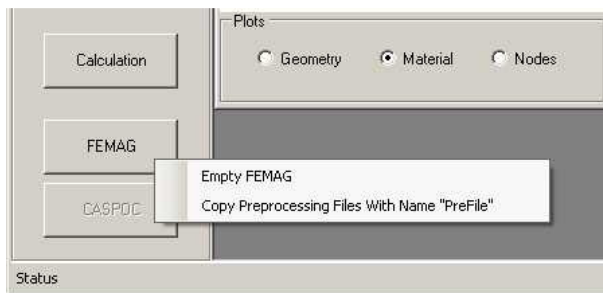 Plots
Calculation
Geometry Material Nodes
FEMAG
Empty FEMAG
Copy Preprocessing Files With Name "PreFile"
CASPOC
Status